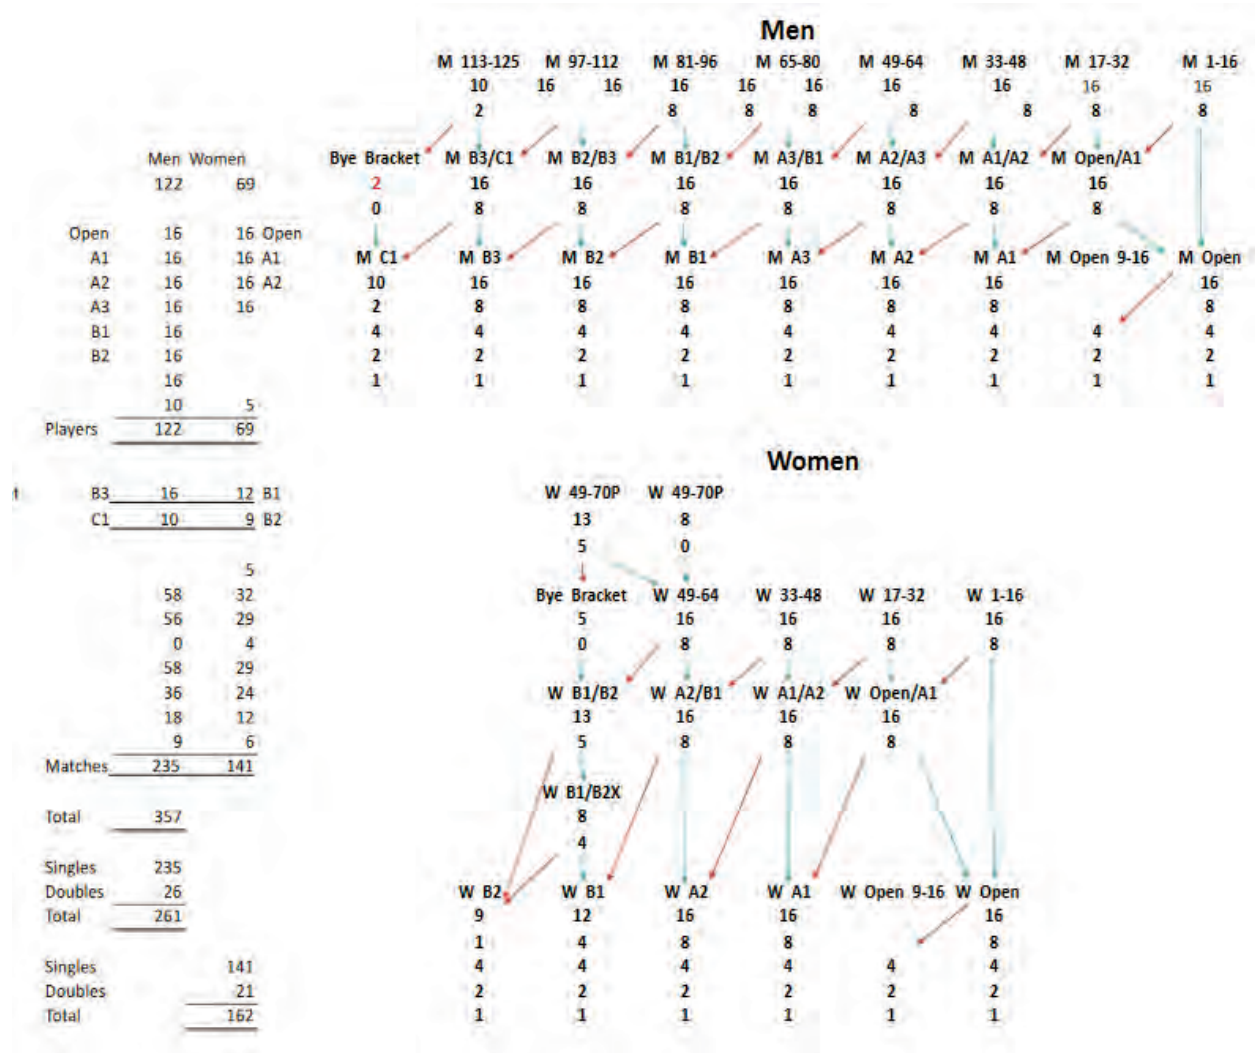 Men
M 113-125 M 97-112 M 81-96 M 65-80 M 49-64 M 33-48 M 17-32 M 1-16
10 16 16 16 16 16 16 16 16 16
2 8 8 8 8 8 8 8
Men Women Bye Bracket M B3/C1 M B2/B3 M B1/B2 M A3/B1 M A2/A3 M A1/A2 M Open/A1
122 69 2 16 16 16 16 16 16 16
0 8 8 8 8 8 8 8
Open 16 16 Open
A1 16 16 A1 M C1 M B3 M B2 M B1 M A3 M A2 M A1 M Open 9-16 M Open
A2 16 16 A2 10 16 16 16 16 16 16 16
A3 16 16 2 8 8 8 8 8 8 8
B1 16 4 4 4 4 4 4 4 4 4
B2 16 2 2 2 2 2 2 2 2 2
16 1 1 1 1 1 1 1 1 1
10 5
Players 122 69
Women
t B3 16 12 B1 W 49-70P W 49-70P
C1 10 9 B2 13 8
5 0
5
58 32 Bye Bracket W 49-64 W 33-48 W 17-32 W 1-16
56 29 5 16 16 16 16
0 4 0 8 8 8 8
58 29
36 24 W B1/B2 W A2/B1 W A1/A2 W Open/A1
18 12 13 16 16 16
9 6 5 8 8 8
Matches 235 141
W B1/B2X
Total 357 8
4
Singles 235
Doubles 26 W B2 W B1 W A2 W A1 W Open 9-16 W Open
Total 261 9 12 16 16 16
1 4 8 8 8
Singles 141 4 4 4 4 4 4
Doubles 21 2 2 2 2 2 2
Total 162 1 1 1 1 1 1